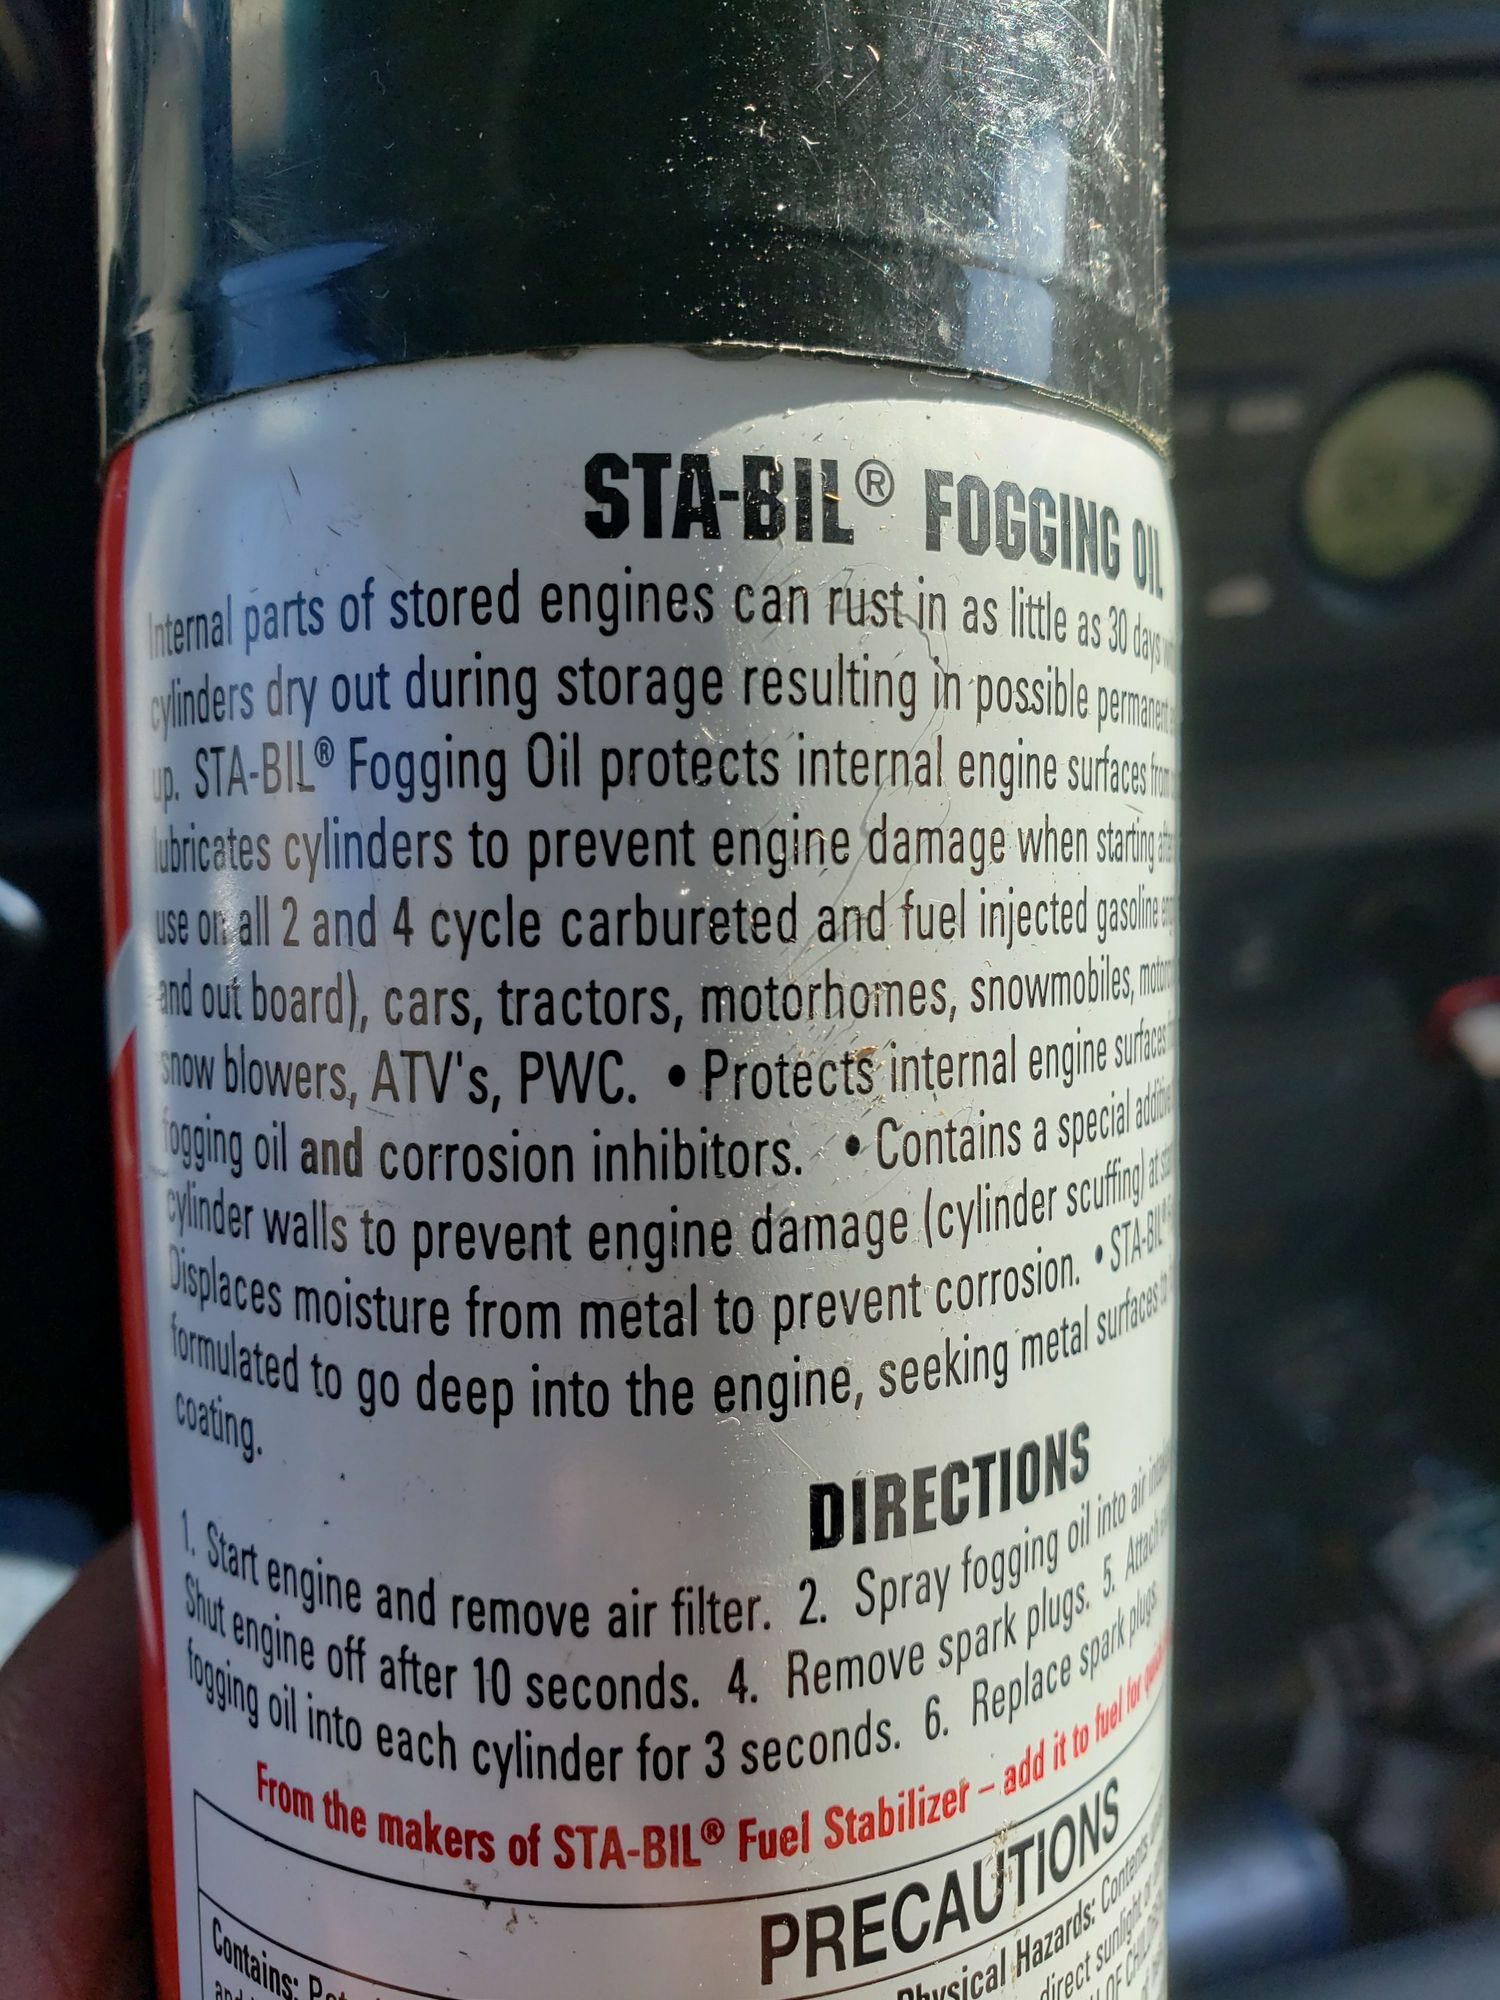 STA-BIL® FOGGING OIL
Internal parts of stored engines can rust in as little as 30 days
cylinders dry out during storage resulting in possible permanent
up. STA-BIL® Fogging Oil protects internal engine surfaces from
lubricates cylinders to prevent engine damage when starting after
use on all 2 and 4 cycle carbureted and fuel injected gasoline
and out board), cars, tractors, motorhomes, snowmobiles,
snow blowers, ATV's, PWC. • Protects internal engine surfaces
fogging oil and corrosion inhibitors. • Contains a special additive
cylinder walls to prevent engine damage (cylinder scuffing) at
Displaces moisture from metal to prevent corrosion. • STA-BIL®
formulated to go deep into the engine, seeking metal surfaces
coating.
DIRECTIONS
1. Start engine and remove air filter. 2. Spray fogging oil into air
Shut engine off after 10 seconds. 4. Remove spark plugs. 5. Attach
fogging oil into each cylinder for 3 seconds. 6. Replace spark plugs.
From the makers of STA-BIL® Fuel Stabilizer – add it to fuel for
PRECAUTIONS
Contains:
Physical Hazards: Contents
direct sunlight